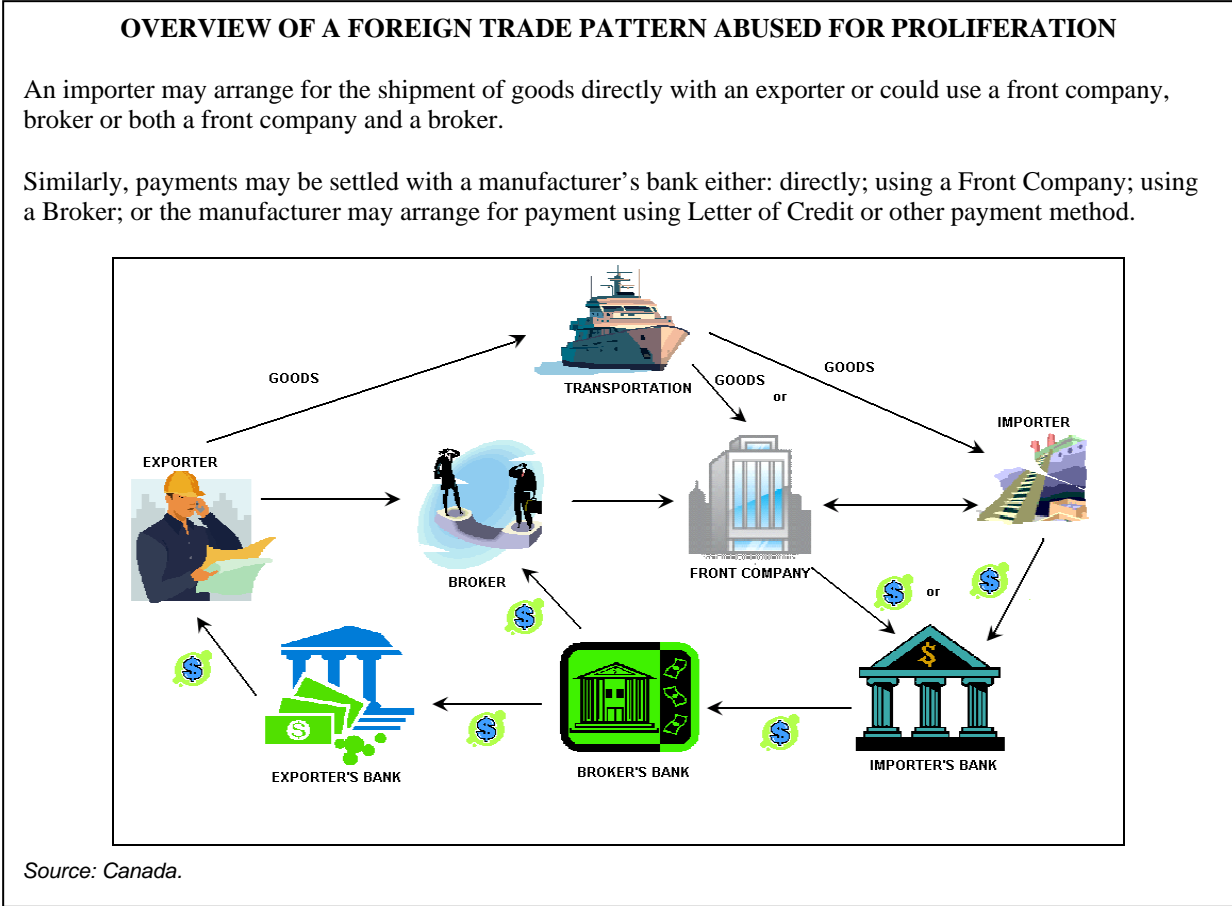 OVERVIEW OF A FOREIGN TRADE PATTERN ABUSED FOR PROLIFERATION
An importer may arrange for the shipment of goods directly with an exporter or could use a front company,
broker or both a front company and a broker.
Similarly, payments may be settled with a manufacturer's bank either: directly; using a Front Company; using
a Broker; or the manufacturer may arrange for payment using Letter of Credit or other payment method.
GOODS
TRANSPORTATION
GOODS
or
GOODS
IMPORTER
EXPORTER
BROKER
FRONT COMPANY
$
or
$
$
$
$
$
$
$
$
EXPORTER'S BANK
BROKER'S BANK
IMPORTER'S BANK
Source: Canada.